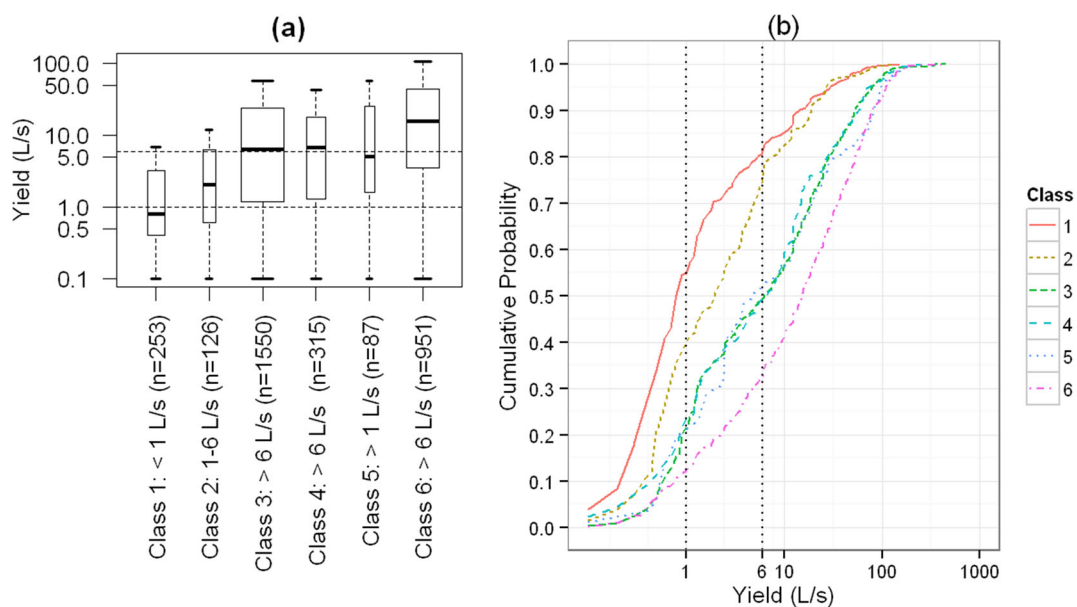 (a)
Yield (L/s)
100.0
50.0
10.0
5.0
1.0
0.5
0.1
Class 1: < 1 L/s (n=253)
Class 2: 1-6 L/s (n=126)
Class 3: > 6 L/s (n=1550)
Class 4: > 6 L/s (n=315)
Class 5: > 1 L/s (n=87)
Class 6: > 6 L/s (n=951)
(b)
Cumulative Probability
1.0
0.9
0.8
0.7
0.6
0.5
0.4
0.3
0.2
0.1
0.0
1 6 10 100 1000
Yield (L/s)
Class
1
2
3
4
5
6